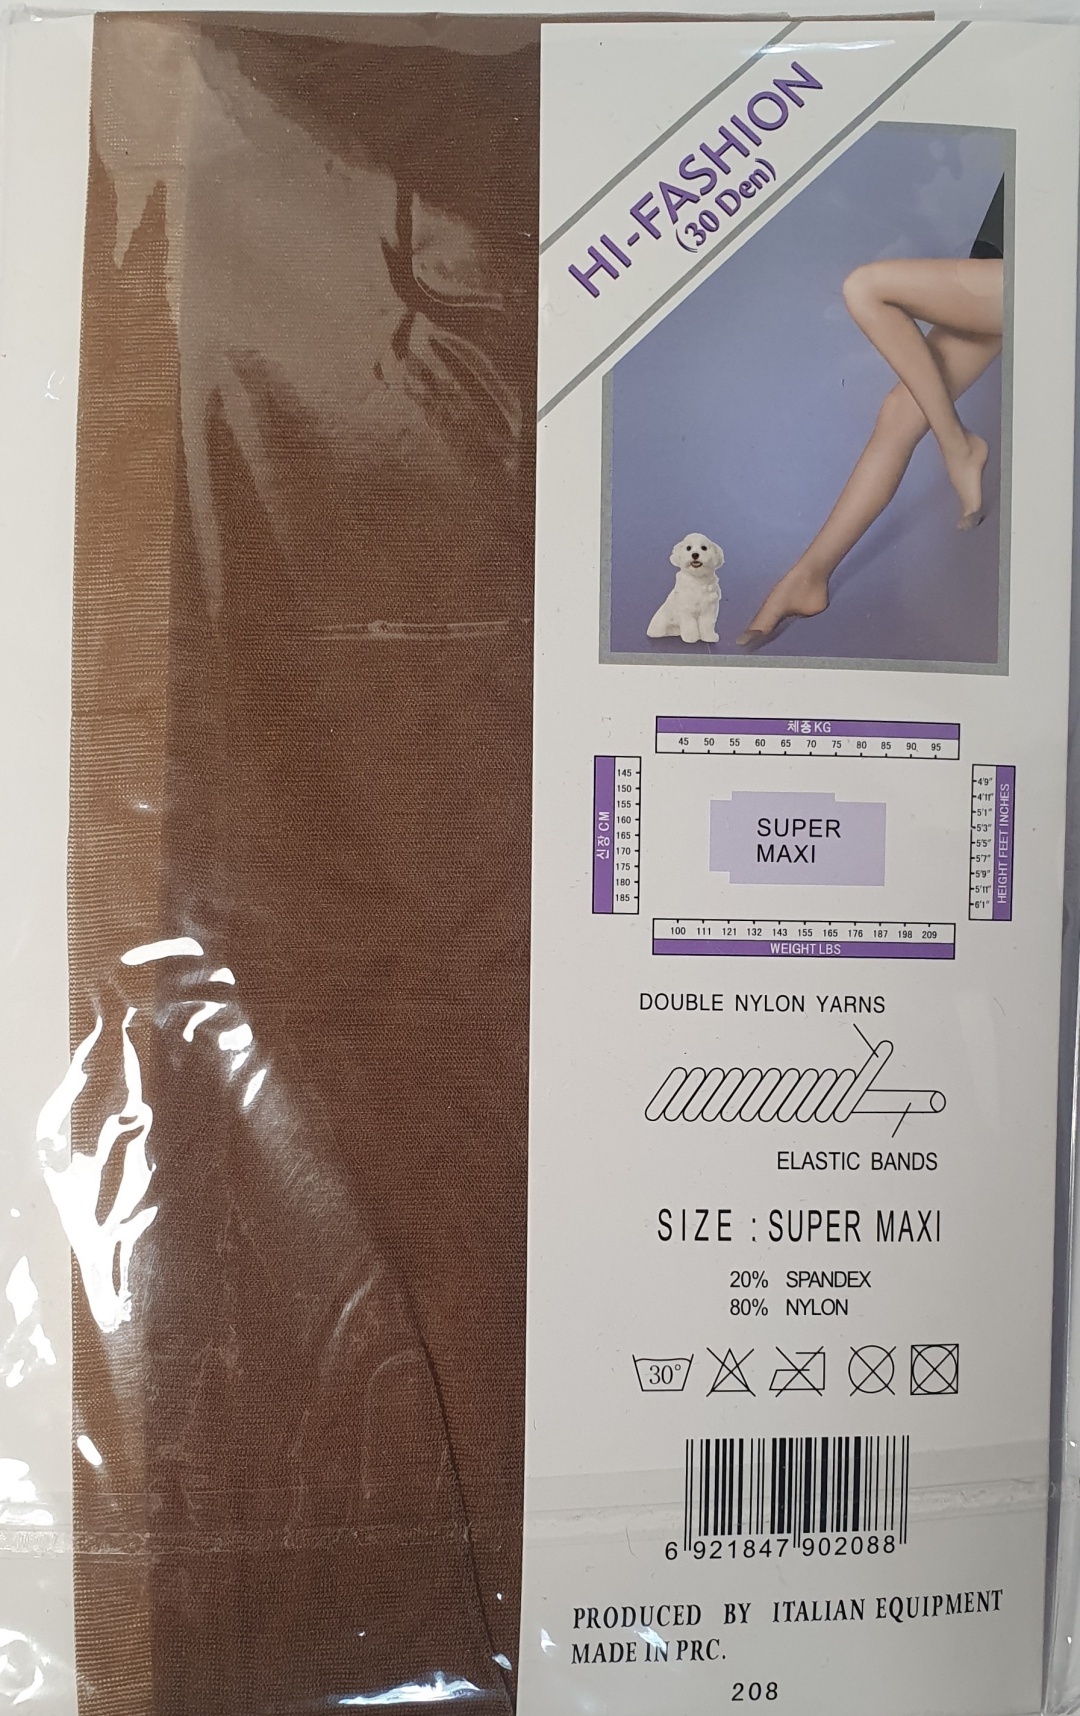 HI-FASHION
(30 Den)
체중 KG
45 50 55 60 65 70 75 80 85 90 95
신장 CM
145
150
155
160
165
170
175
180
185
SUPER
MAXI
4'9"
4'11"
5'1"
5'3"
5'5"
5'7"
5'9"
5'11"
6'1"
HEIGHT FEET INCHES
100 111 121 132 143 155 165 176 187 198 209
WEIGHT LBS
DOUBLE NYLON YARNS
ELASTIC BANDS
SIZE : SUPER MAXI
20% SPANDEX
80% NYLON
30°
6 921847 902088
PRODUCED BY ITALIAN EQUIPMENT
MADE IN PRC.
208